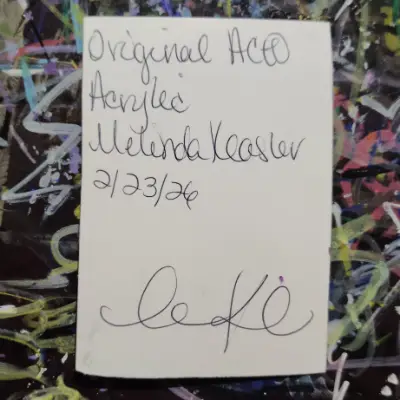 Original ACEO
Acrylic
Melinda Keasler
2/23/26